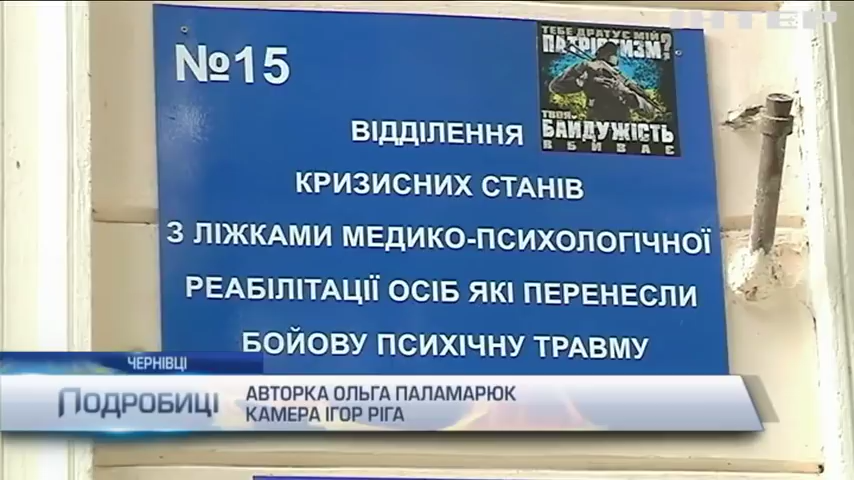 ІНТЕР
№15
ТЕБЕ ДРАТУЄ МІЙ
ПАТРІОТИЗМ?
ТВОЯ
БАЙДУЖІСТЬ
ВБИВАЄ
ВІДДІЛЕННЯ
КРИЗИСНИХ СТАНІВ
З ЛІЖКАМИ МЕДИКО-ПСИХОЛОГІЧНОЇ
РЕАБІЛІТАЦІЇ ОСІБ ЯКІ ПЕРЕНЕСЛИ
БОЙОВУ ПСИХІЧНУ ТРАВМУ
ЧЕРНІВЦІ
ПОДРОБИЦІ
АВТОРКА ОЛЬГА ПАЛАМАРЮК
КАМЕРА ІГОР РІГА